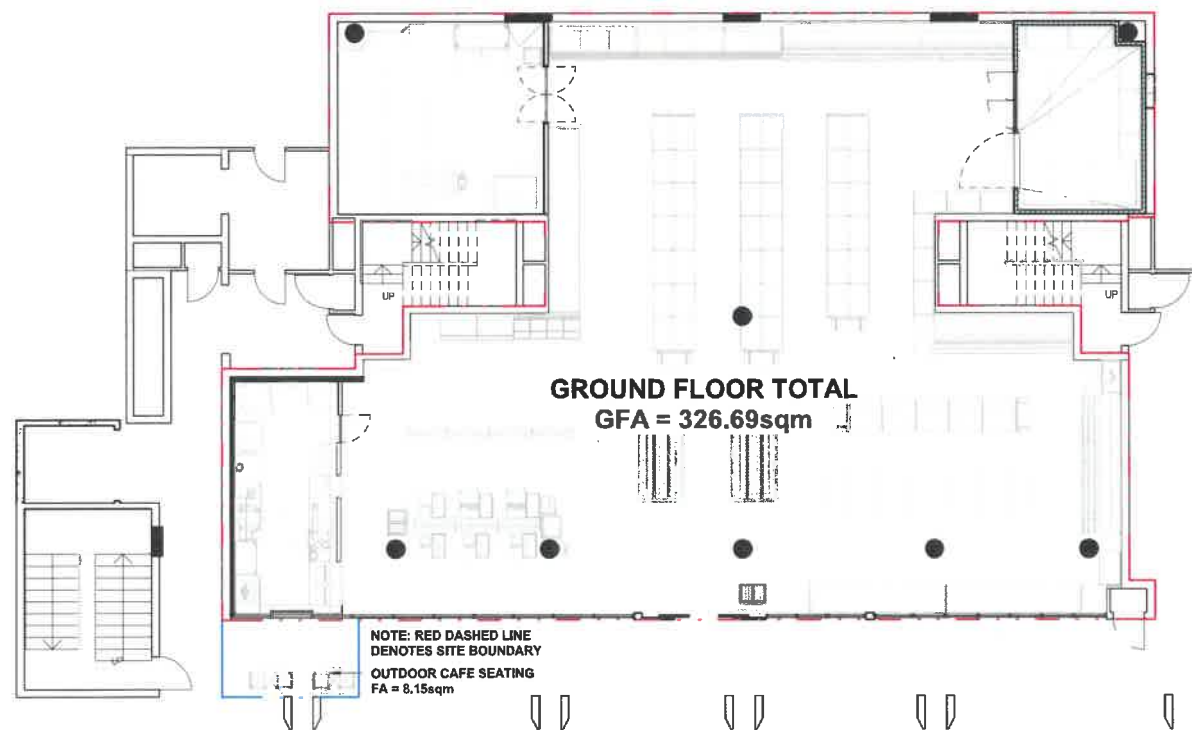 UP
UP
GROUND FLOOR TOTAL
GFA = 326.69sqm
NOTE: RED DASHED LINE
DENOTES SITE BOUNDARY
OUTDOOR CAFE SEATING
FA = 8.15sqm